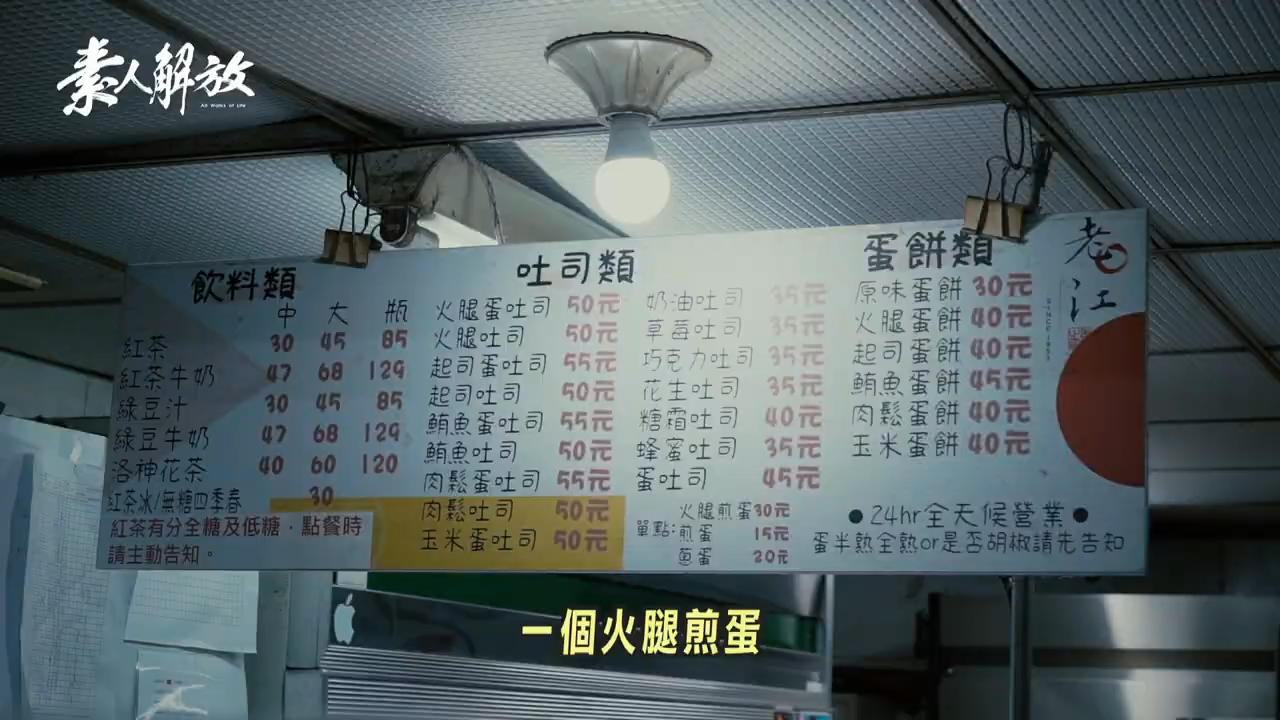 素人解放
All Walks of Life
飲料類
中 大 瓶
紅茶 30 45 85
紅茶牛奶 47 68 129
綠豆汁 30 45 85
綠豆牛奶 47 68 129
洛神花茶 40 60 120
紅茶冰/無糖四季春 30
紅茶有分全糖及低糖，點餐時
請主動告知。
吐司類
火腿蛋吐司 50元
火腿吐司 50元
起司蛋吐司 55元
起司吐司 50元
鮪魚蛋吐司 55元
鮪魚吐司 50元
肉鬆蛋吐司 55元
肉鬆吐司 50元
玉米蛋吐司 50元
奶油吐司 35元
草莓吐司 35元
巧克力吐司 35元
花生吐司 35元
糖霜吐司 40元
蜂蜜吐司 35元
蛋吐司 45元
火腿煎蛋30元
單點:煎蛋 15元
蔥蛋 20元
蛋餅類
原味蛋餅 30元
火腿蛋餅 40元
起司蛋餅 40元
鮪魚蛋餅 45元
肉鬆蛋餅 40元
玉米蛋餅 40元
●24hr全天候營業●
蛋半熟全熟or是否胡椒請先告知
老江
一個火腿煎蛋